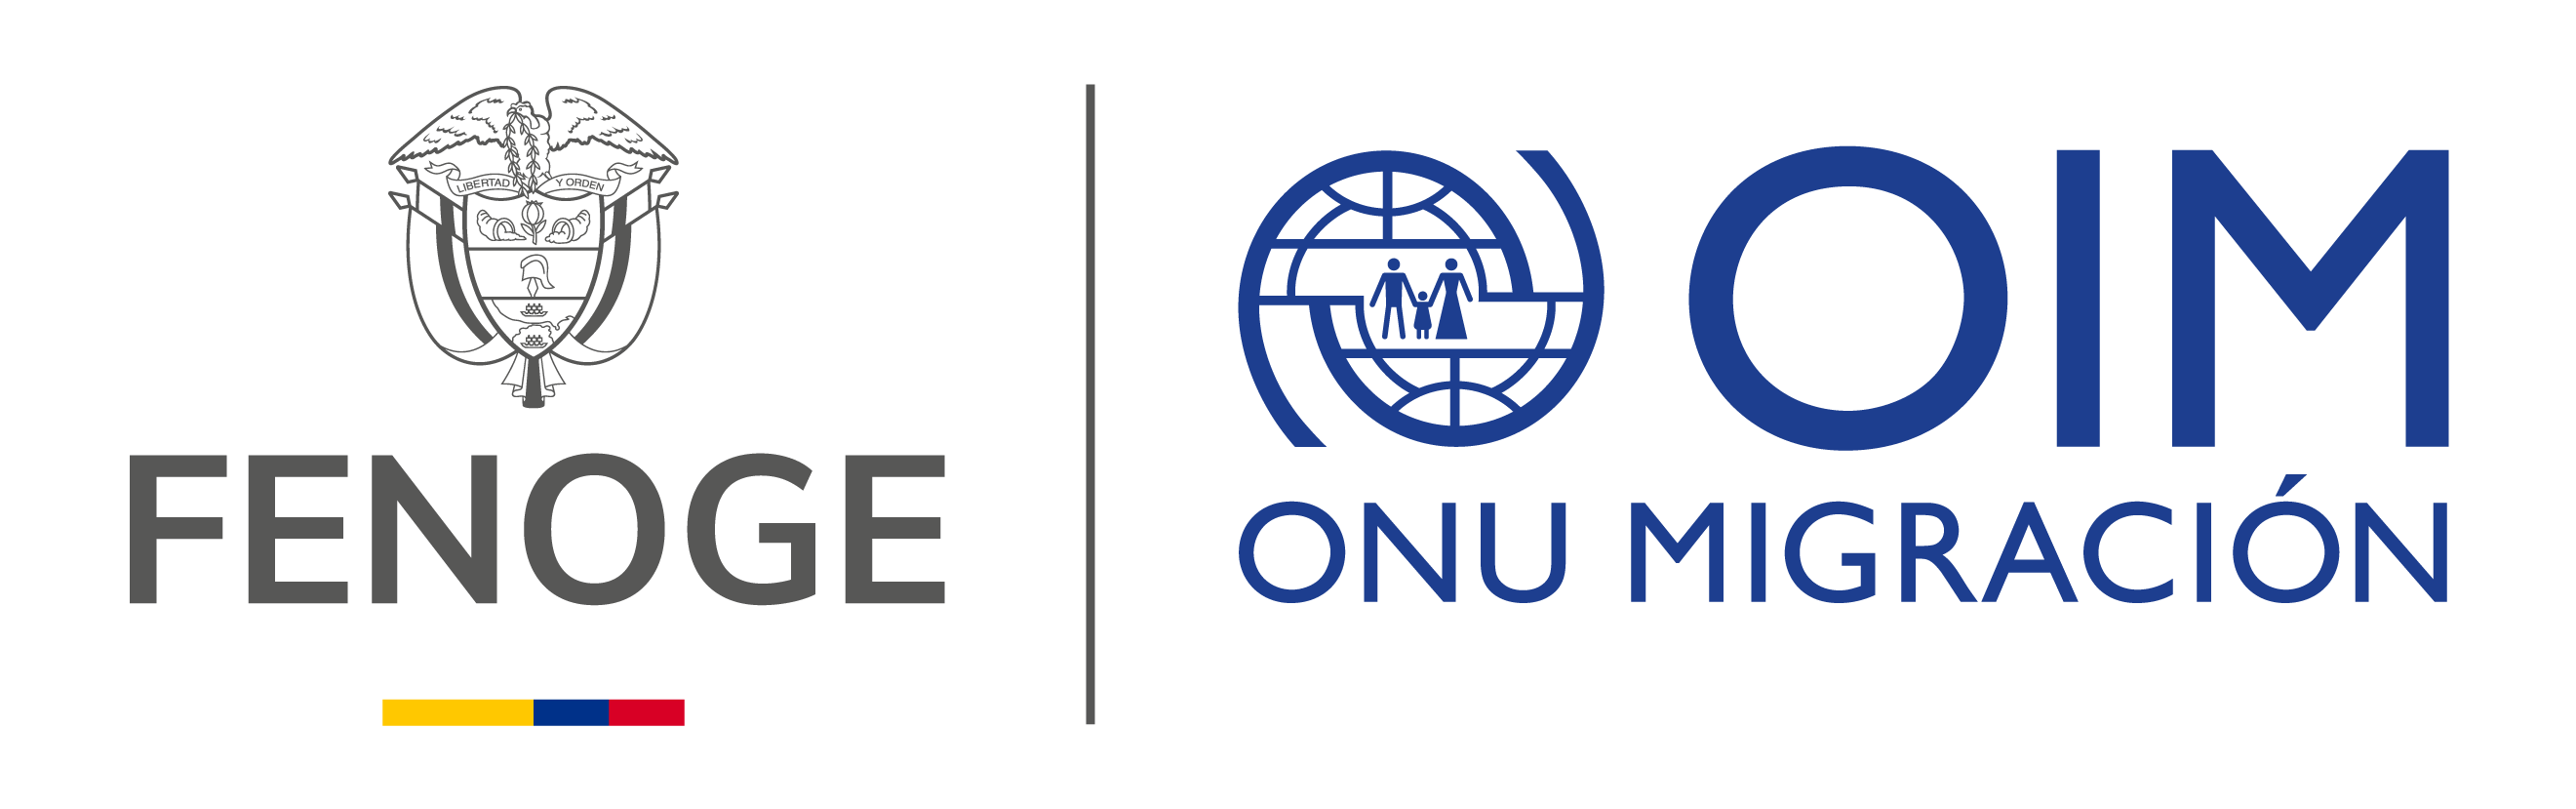 LIBERTAD Y ORDEN
FENOGE
OIM
ONU MIGRACIÓN